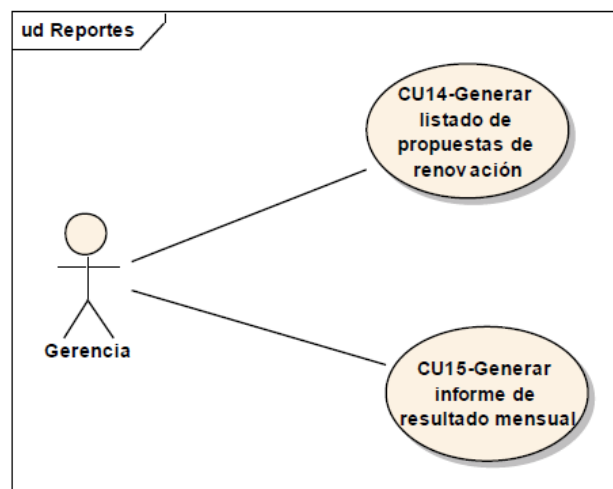 ud Reportes
CU14-Generar
listado de
propuestas de
renovación
Gerencia
CU15-Generar
informe de
resultado mensual